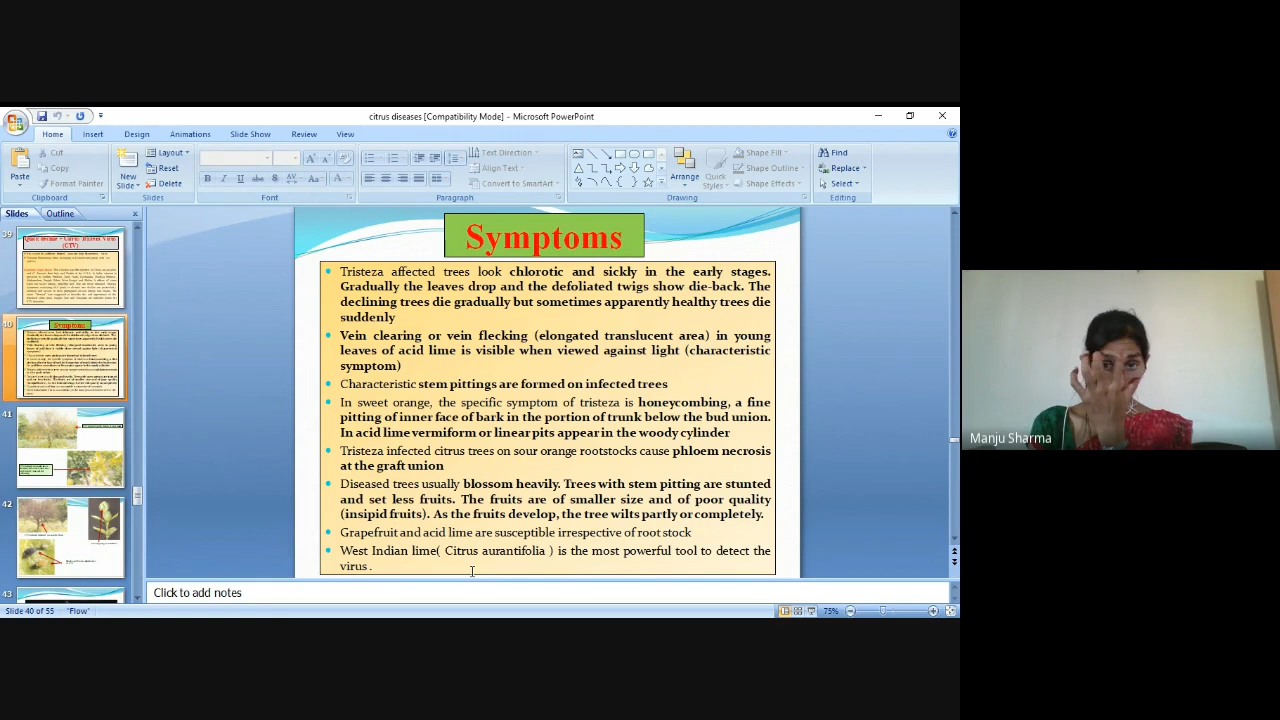 citrus diseases [Compatibility Mode] - Microsoft PowerPoint
Home Insert Design Animations Slide Show Review View
Paste
Cut
Copy
Format Painter
Clipboard
New
Slide
Layout
Reset
Delete
Slides
Font
Text Direction
Align Text
Convert to SmartArt
Paragraph
Arrange
Quick
Styles
Shape Fill
Shape Outline
Shape Effects
Drawing
Find
Replace
Select
Editing
Slides Outline
39
40
41
42
43
Symptoms
Tristeza affected trees look chlorotic and sickly in the early stages.
Gradually the leaves drop and the defoliated twigs show die-back. The
declining trees die gradually but sometimes apparently healthy trees die
suddenly
Vein clearing or vein flecking (elongated translucent area) in young
leaves of acid lime is visible when viewed against light (characteristic
symptom)
Characteristic stem pittings are formed on infected trees
In sweet orange, the specific symptom of tristeza is honeycombing, a fine
pitting of inner face of bark in the portion of trunk below the bud union.
In acid lime vermiform or linear pits appear in the woody cylinder
Tristeza infected citrus trees on sour orange rootstocks cause phloem necrosis
at the graft union
Diseased trees usually blossom heavily. Trees with stem pitting are stunted
and set less fruits. The fruits are of smaller size and of poor quality
(insipid fruits). As the fruits develop, the tree wilts partly or completely.
Grapefruit and acid lime are susceptible irrespective of root stock
West Indian lime( Citrus aurantifolia ) is the most powerful tool to detect the
virus .
Click to add notes
Slide 40 of 55 "Flow" 75%
Manju Sharma